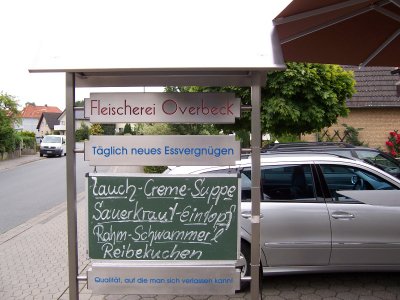 Fleischerei Overbeck
Täglich neues Essvergnügen
Lauch-Creme-Suppe
Sauerkraut-Eintopf
Rahm-Schwammer'l
Reibekuchen
Qualität, auf die man sich verlassen kann!